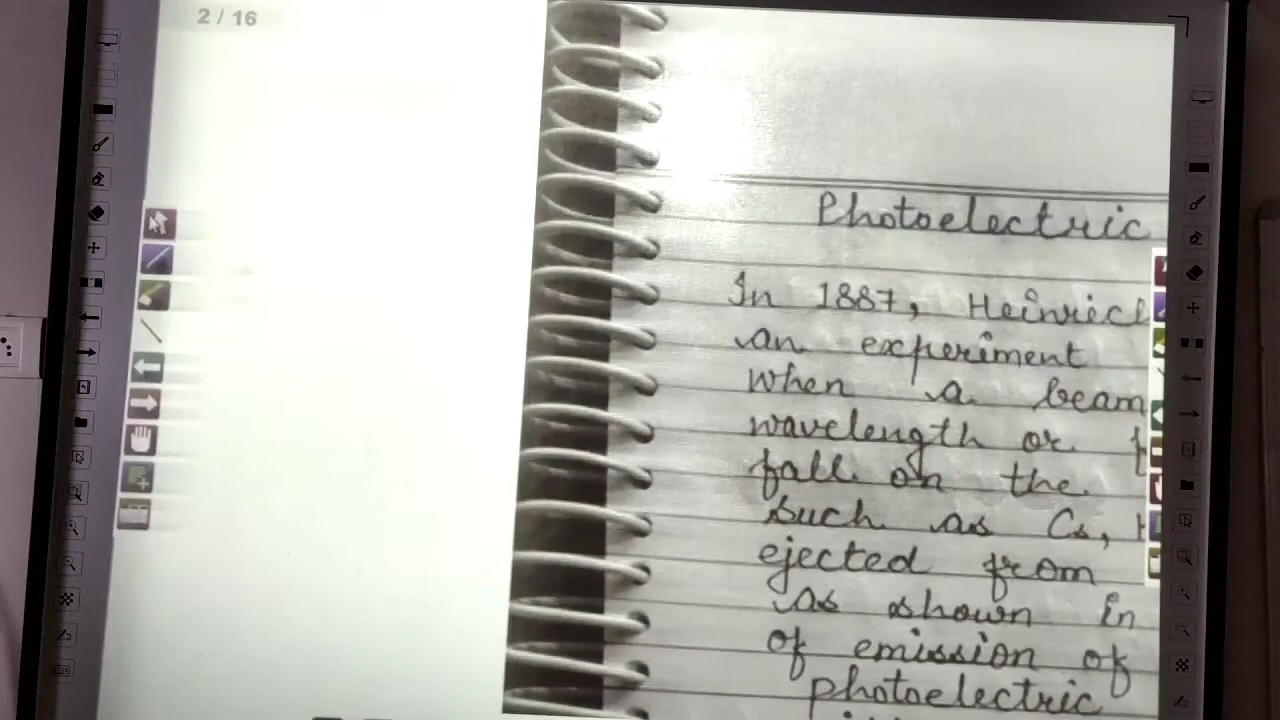 2 / 16
Photoelectric
In 1887, Heinrich
an experiment
when a beam
wavelength or
fall on the
such as Cs,
ejected from
as shown in
of emission of
photoelectric